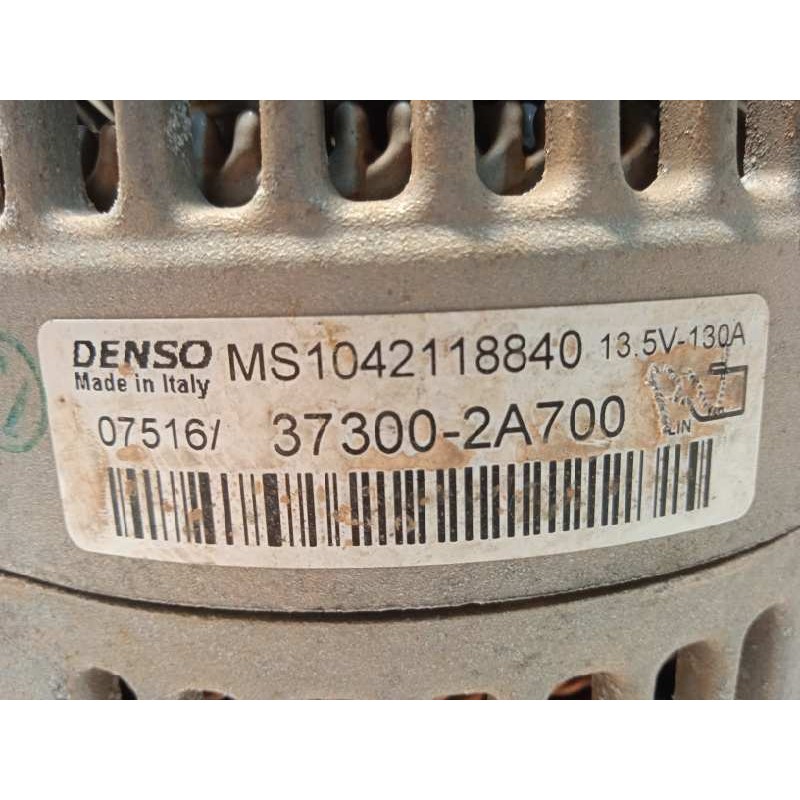 DENSO MS1042118840 13.5V-130A
Made in Italy
07516/ 37300-2A700
LIN